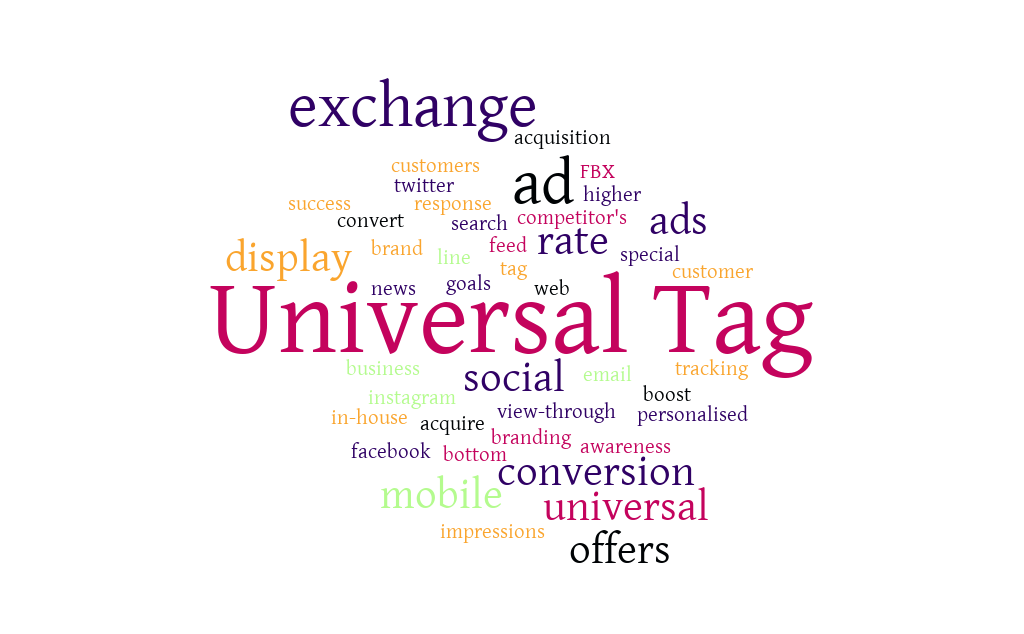 exchange
acquisition
customers
ad
FBX
twitter
higher
success
response
convert
search
competitor's
ads
display
brand
line
feed
rate
special
tag
customer
news
goals
web
Universal Tag
business
social
email
tracking
instagram
boost
in-house
acquire
view-through
personalised
facebook
bottom
branding
awareness
conversion
mobile
universal
impressions
offers